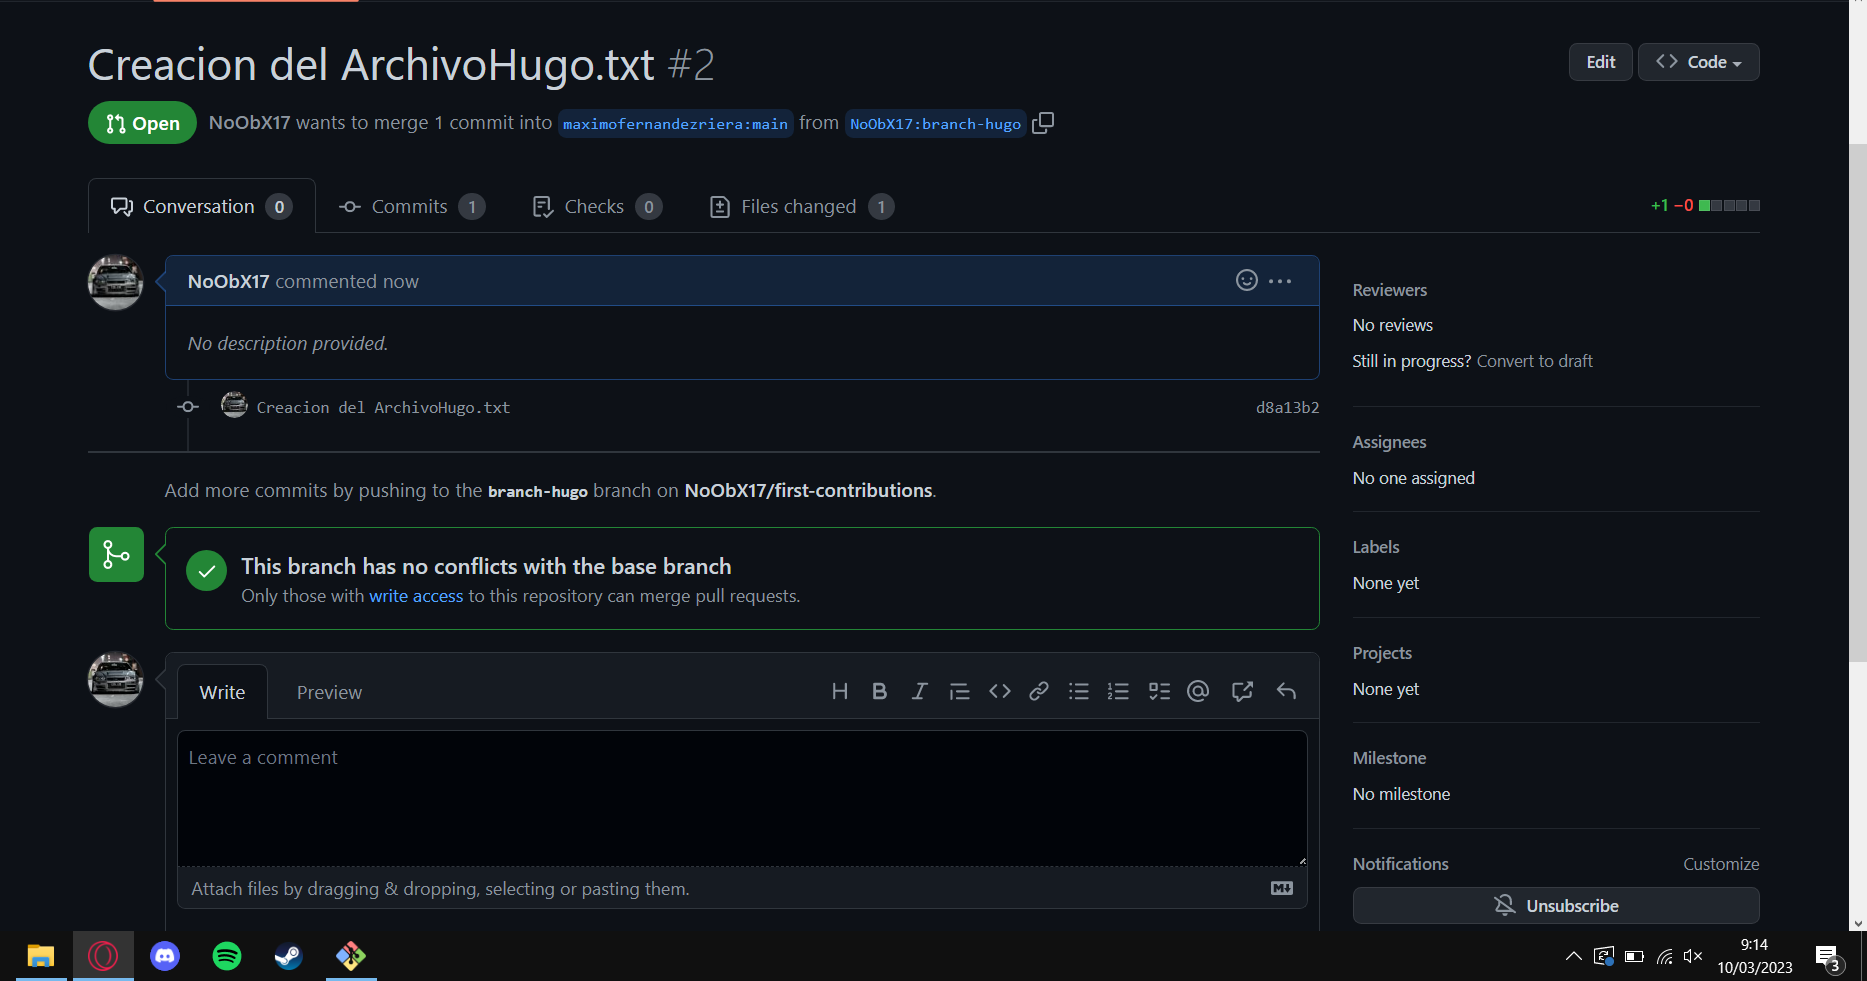 Creacion del ArchivoHugo.txt #2
Edit
Code
Open
NoObX17 wants to merge 1 commit into maximofernandezriera:main from NoObX17:branch-hugo
Conversation 0
Commits 1
Checks 0
Files changed 1
+1 −0
NoObX17 commented now
No description provided.
Creacion del ArchivoHugo.txt
d8a13b2
Add more commits by pushing to the branch-hugo branch on NoObX17/first-contributions.
This branch has no conflicts with the base branch
Only those with write access to this repository can merge pull requests.
Write
Preview
Leave a comment
Attach files by dragging & dropping, selecting or pasting them.
Reviewers
No reviews
Still in progress? Convert to draft
Assignees
No one assigned
Labels
None yet
Projects
None yet
Milestone
No milestone
Notifications
Customize
Unsubscribe
9:14
10/03/2023
3